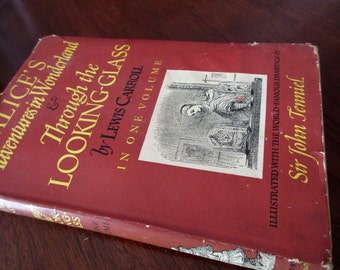 ALICE'S
Adventures in Wonderland
&
Through the
LOOKING-GLASS
by LEWIS CARROLL
IN ONE VOLUME
ILLUSTRATED WITH THE WORLD-FAMOUS DRAWINGS OF
Sir John Tenniel